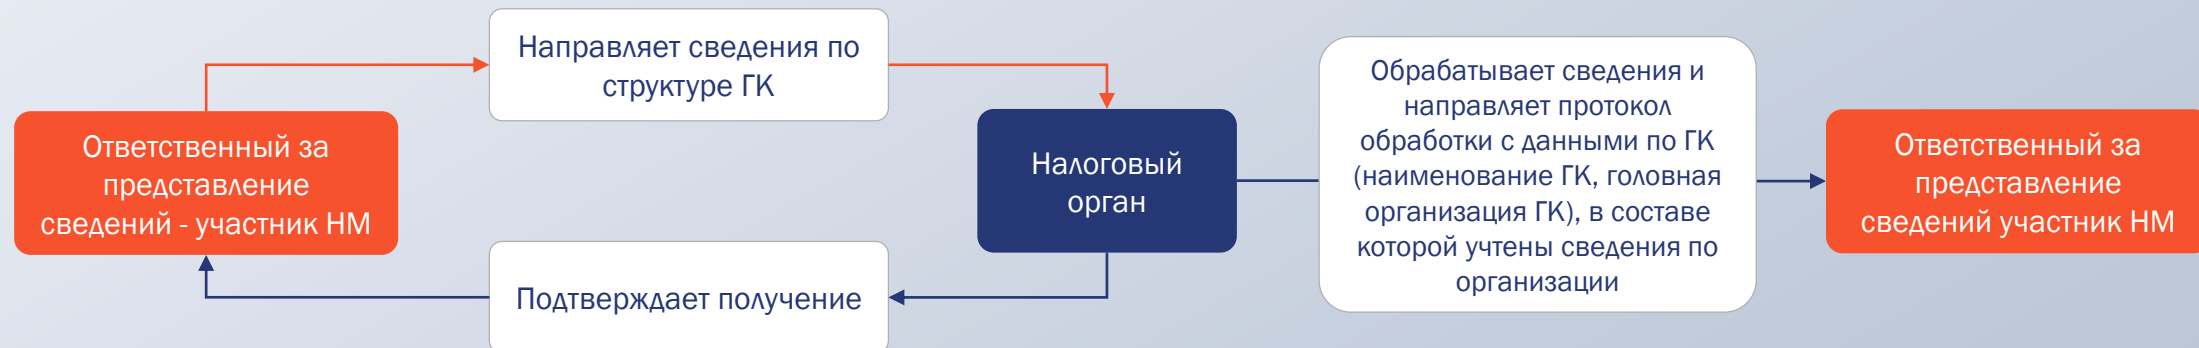 Направляет сведения по
структуре ГК
Ответственный за
представление
сведений - участник НМ
Налоговый
орган
Подтверждает получение
Обрабатывает сведения и
направляет протокол
обработки с данными по ГК
(наименование ГК, головная
организация ГК), в составе
которой учтены сведения по
организации
Ответственный за
представление
сведений участник НМ